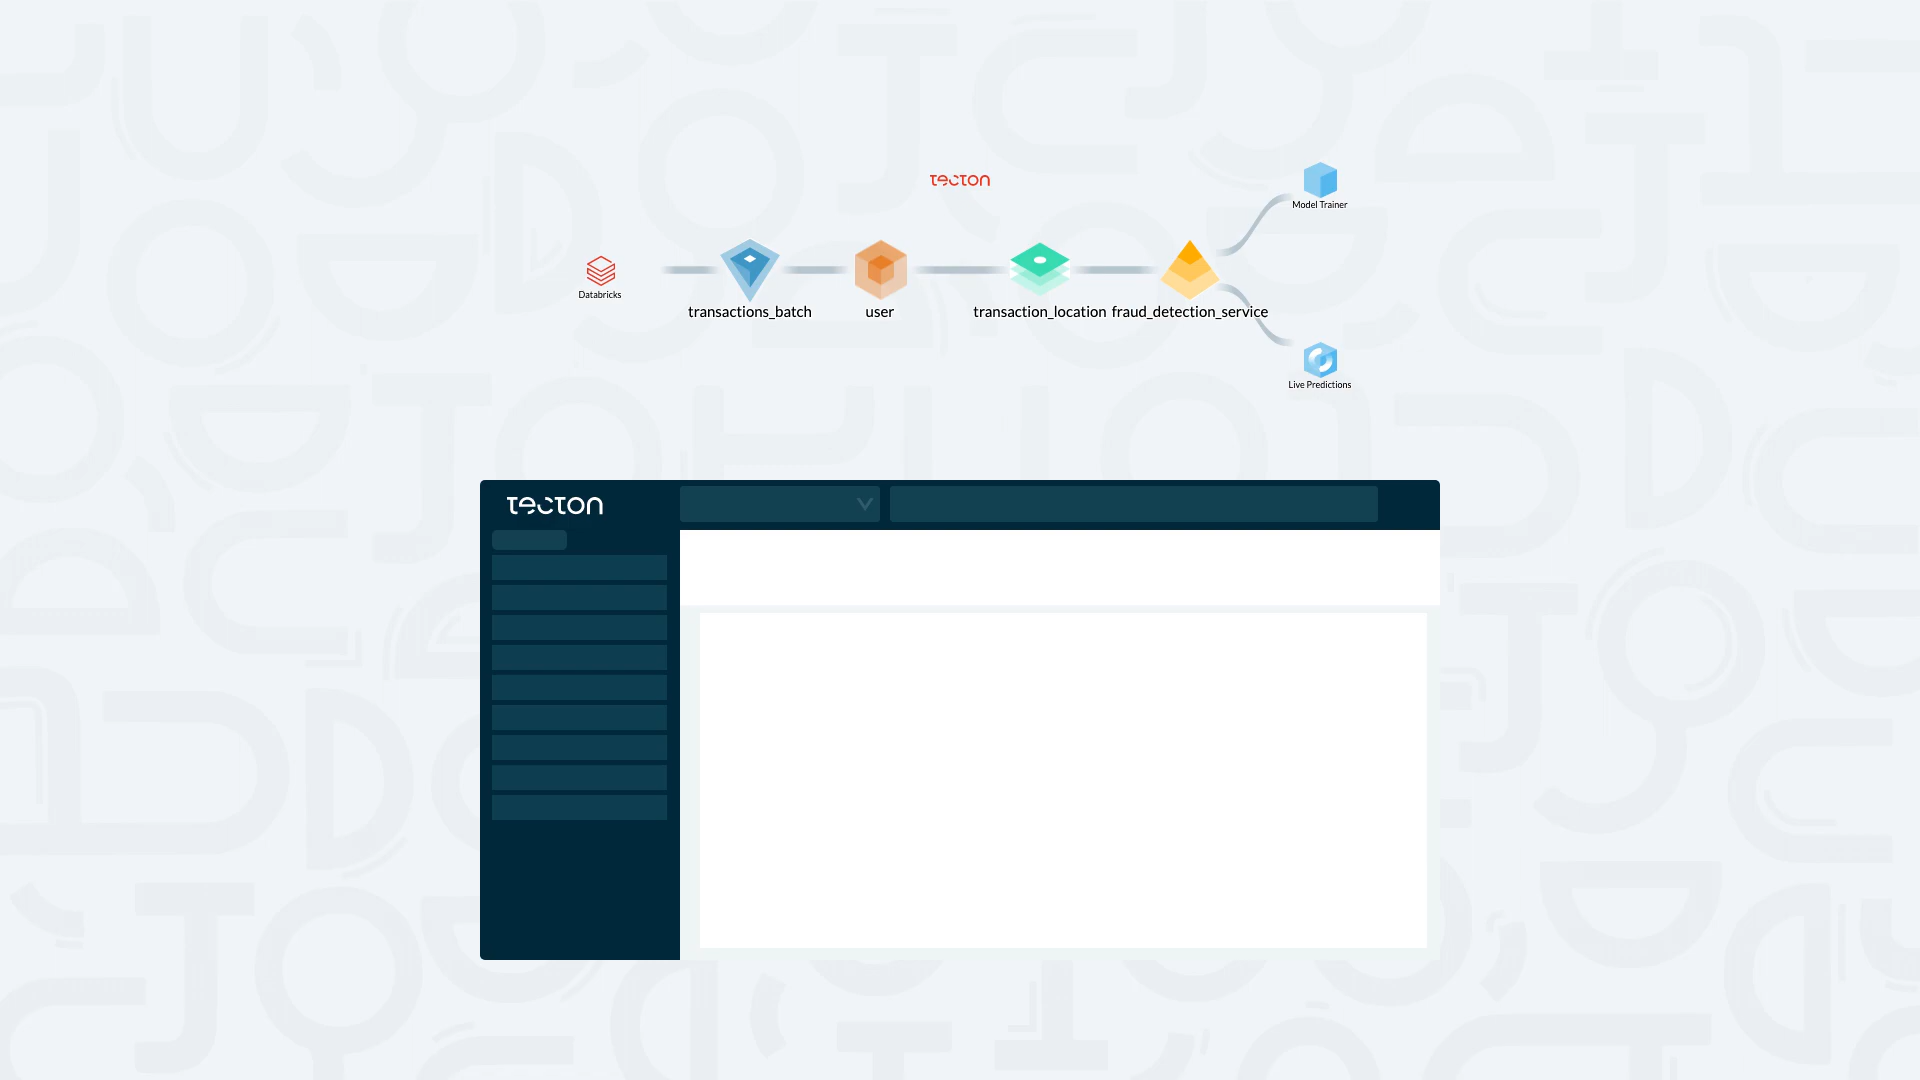 tecton
Model Trainer
Databricks
transactions_batch
user
transaction_location
fraud_detection_service
Live Predictions
tecton